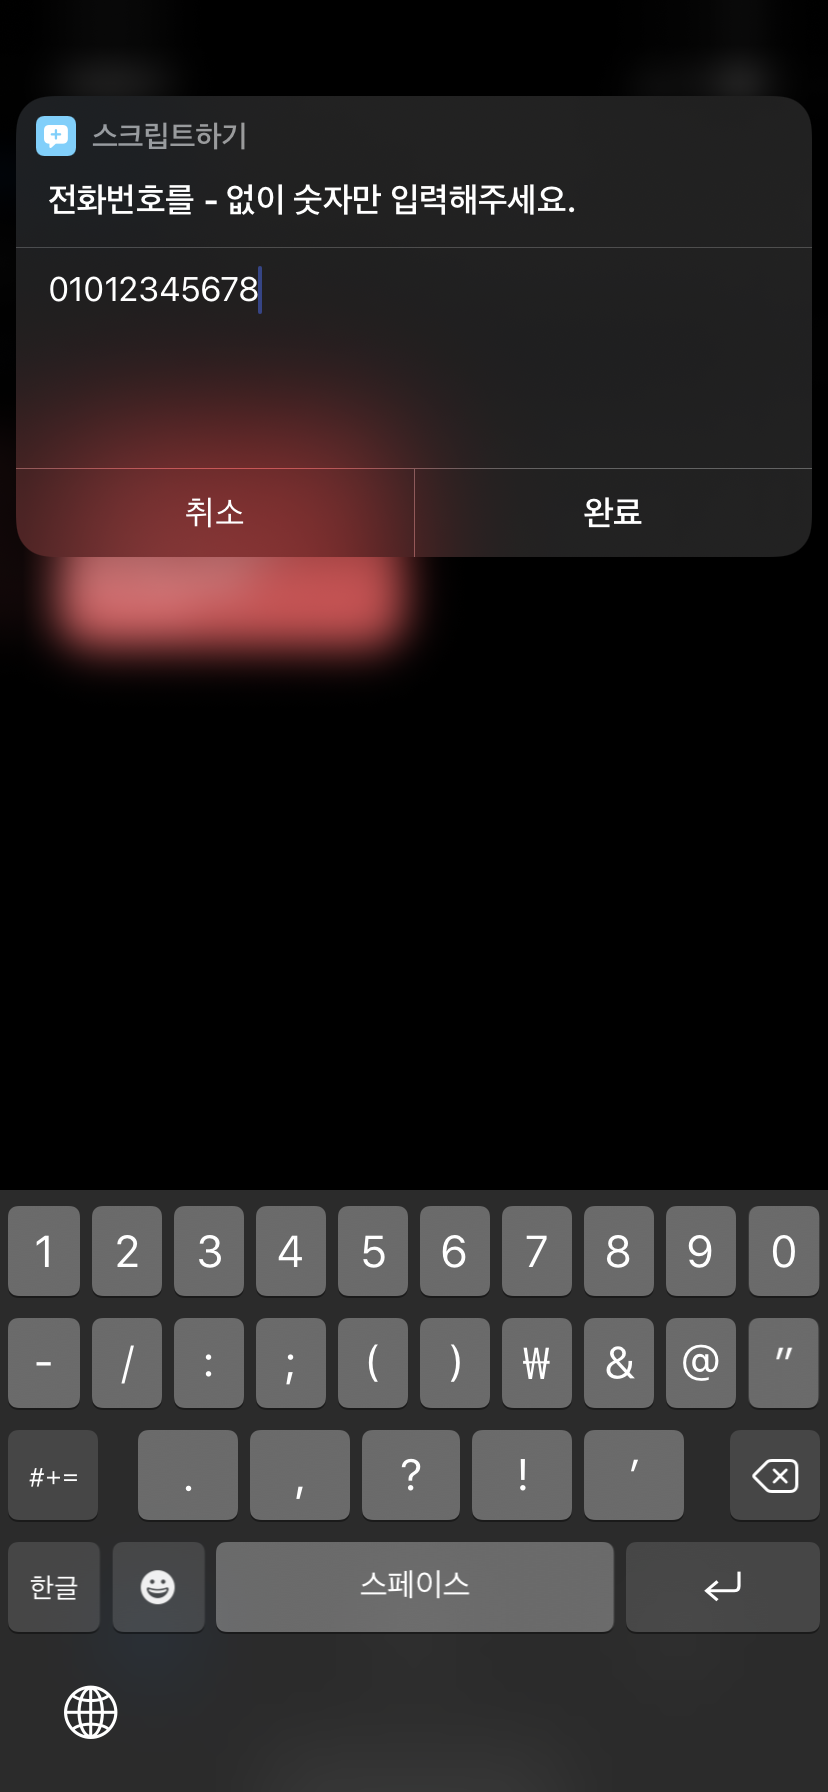 스크립트하기
전화번호를 - 없이 숫자만 입력해주세요.
01012345678
취소 완료
1 2 3 4 5 6 7 8 9 0
- / : ; ( ) ₩ & @ "
#+= . , ? ! '
한글 스페이스